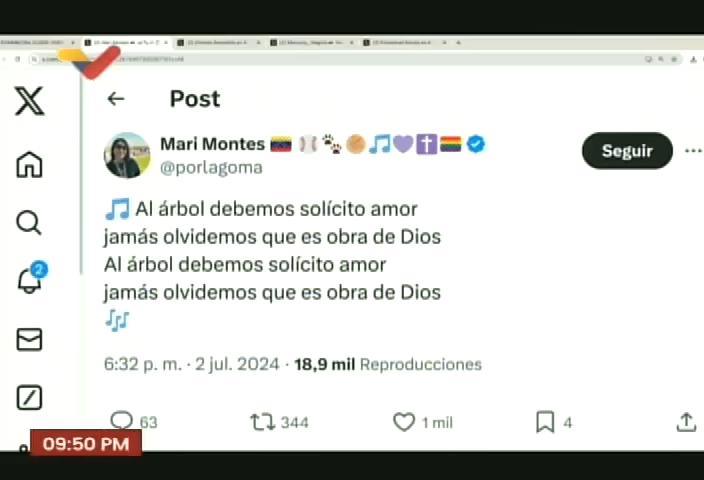 Post
Mari Montes
@porlagoma
Seguir
Al árbol debemos solícito amor
jamás olvidemos que es obra de Dios
Al árbol debemos solícito amor
jamás olvidemos que es obra de Dios
6:32 p. m. · 2 jul. 2024 · 18,9 mil Reproducciones
2
63 344 1 mil 4
09:50 PM